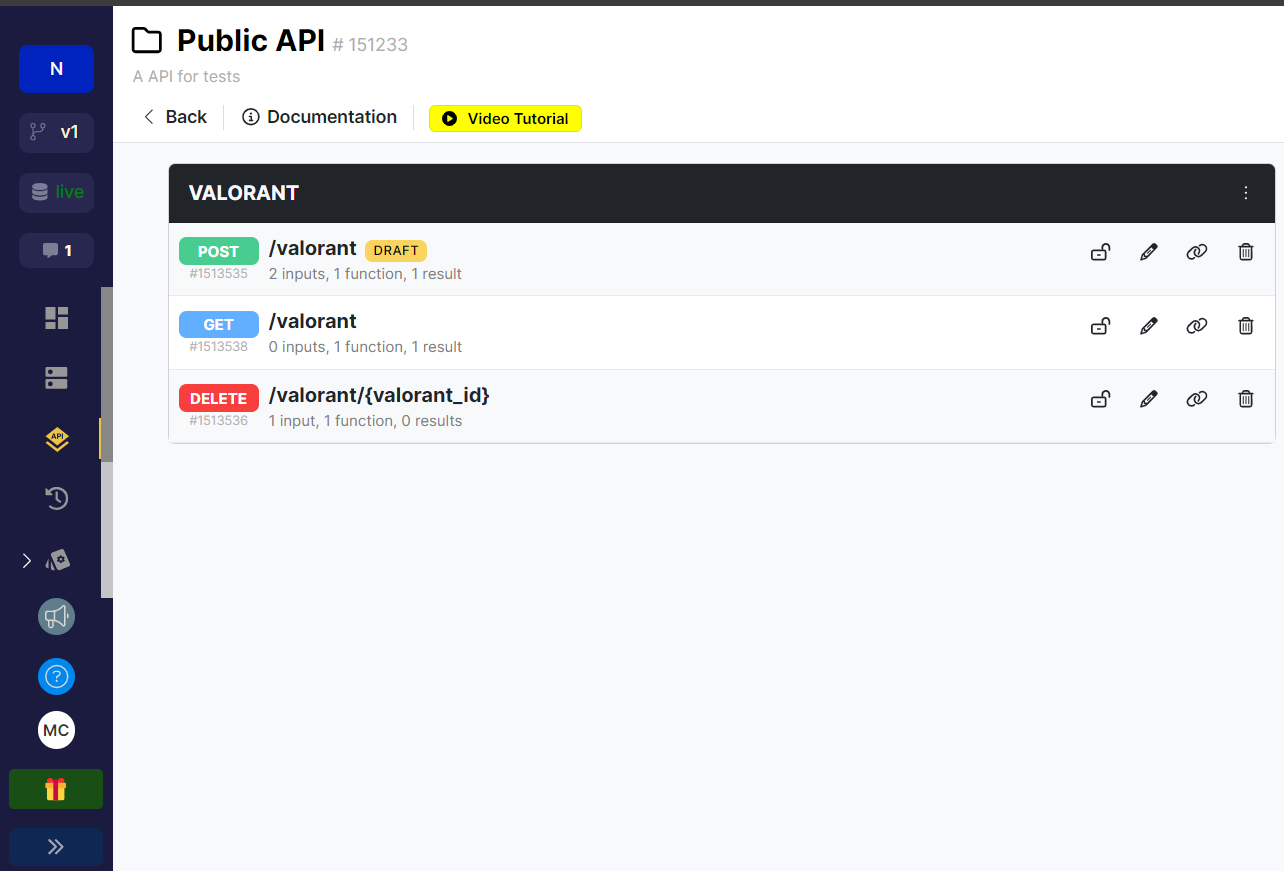 N
v1
live
1
API
?
MC
Public API # 151233
A API for tests
Back
Documentation
Video Tutorial
VALORANT
POST /valorant DRAFT
#1513535 2 inputs, 1 function, 1 result
GET /valorant
#1513538 0 inputs, 1 function, 1 result
DELETE /valorant/{valorant_id}
#1513536 1 input, 1 function, 0 results